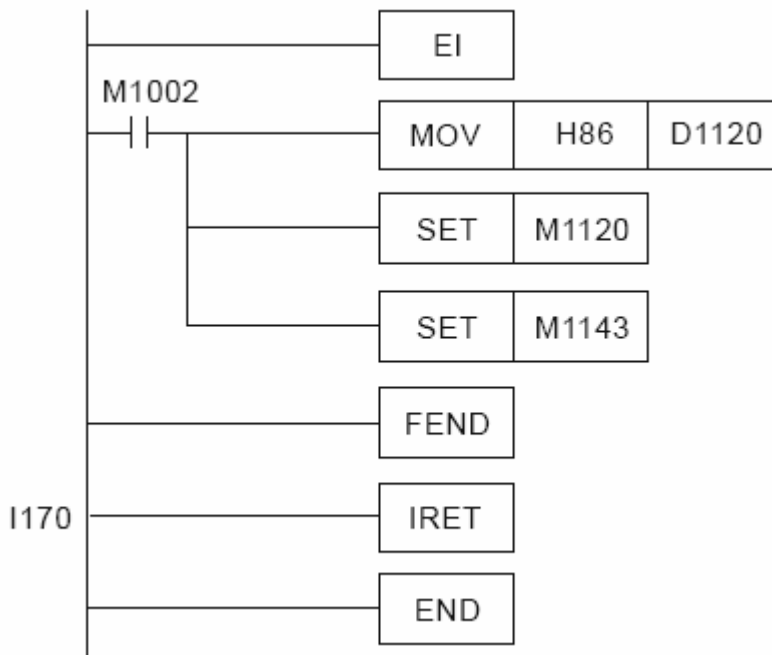 EI
M1002
MOV H86 D1120
SET M1120
SET M1143
FEND
I170 IRET
END